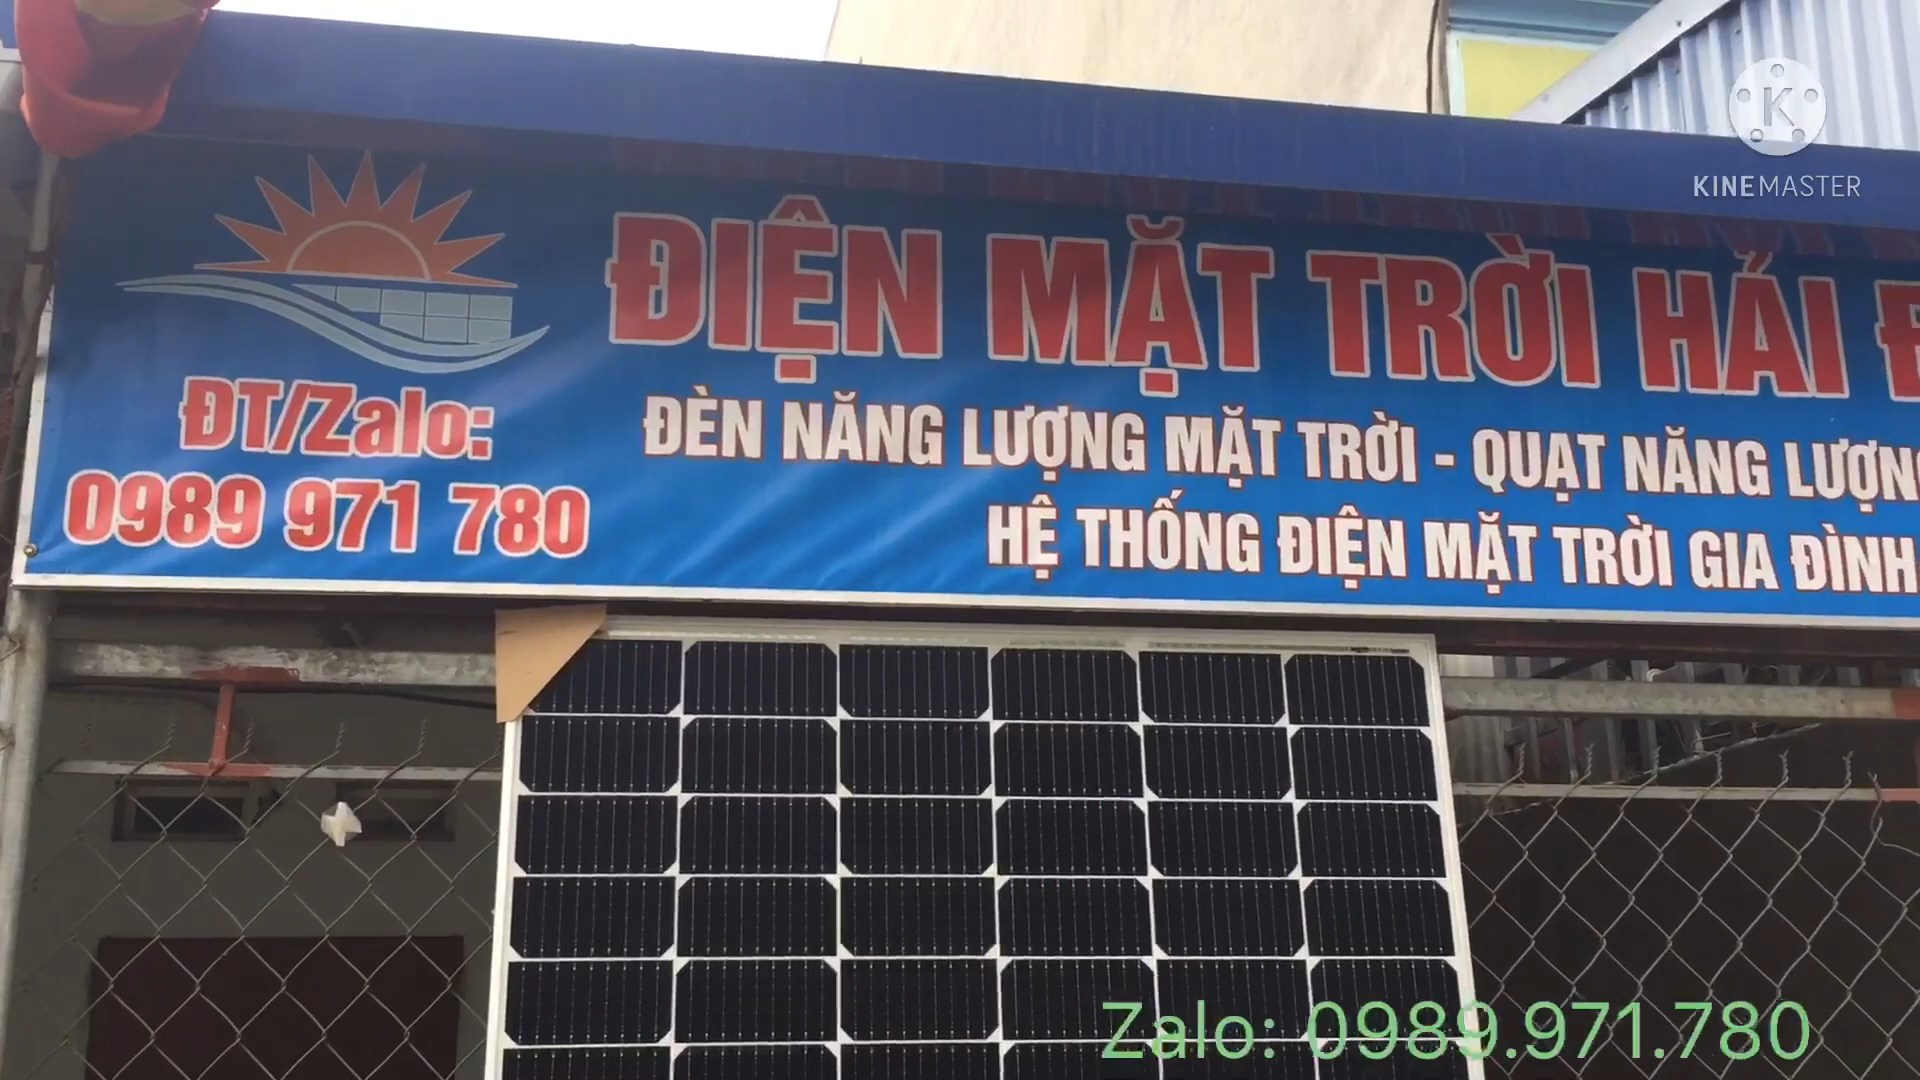 KINEMASTER
ĐIỆN MẶT TRỜI HẢI
ĐT/Zalo:
0989 971 780
ĐÈN NĂNG LƯỢNG MẶT TRỜI - QUẠT NĂNG LƯỢNG
HỆ THỐNG ĐIỆN MẶT TRỜI GIA ĐÌNH
Zalo: 0989.971.780